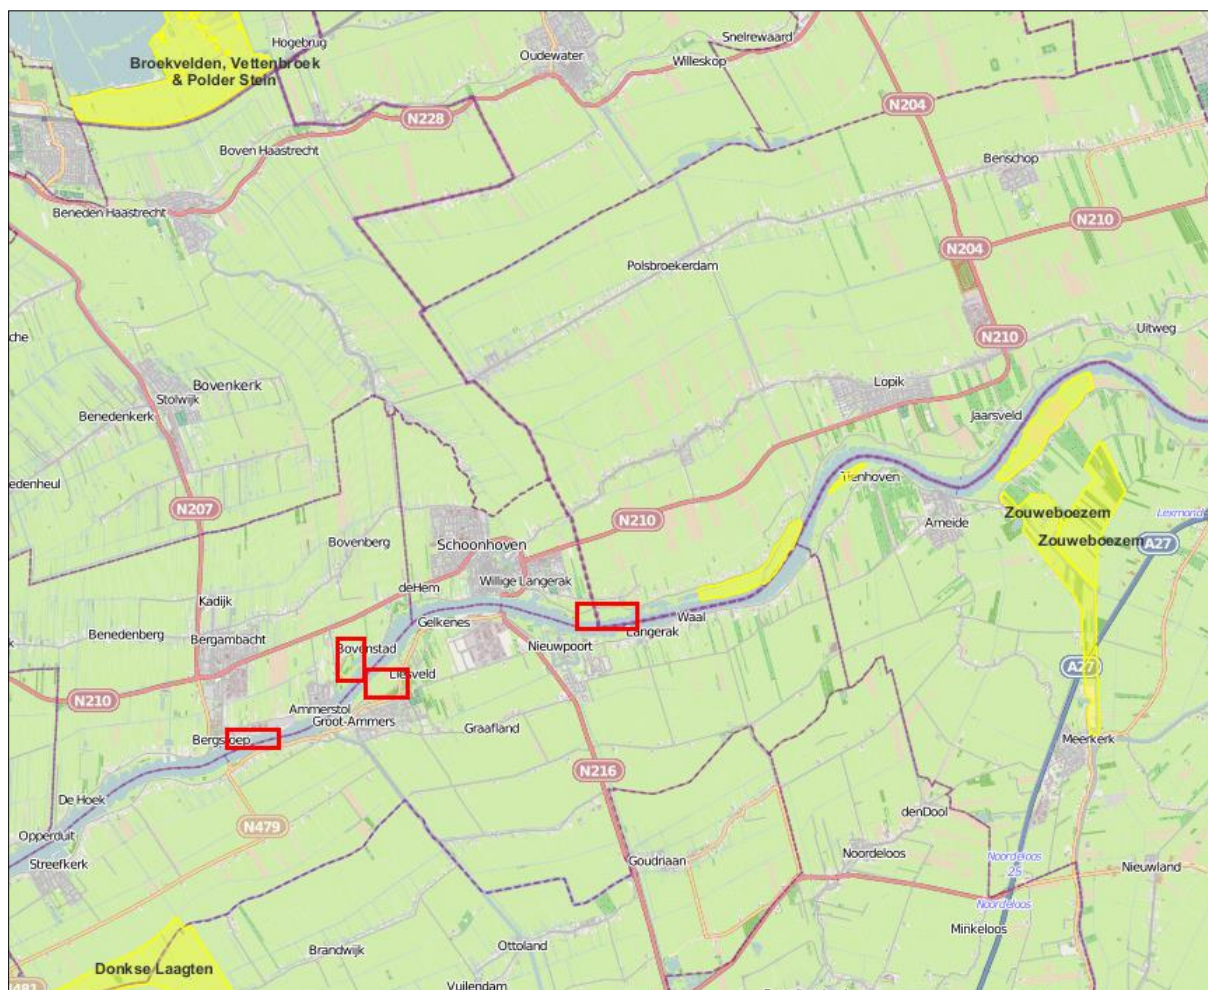 Snelrewaard
Hogebrug
Oudewater
Willeskop
Broekvelden, Vettenbroek
& Polder Stein
N204
N228
Boven Haastrecht
Benschop
Beneden Haastrecht
N210
N204
Polsbroekerdam
Uitweg
N210
Bovenkerk
Lopik
Stolwijk
Benedenkerk
Jaarsveld
Tienhoven
N207
Zouweboezem
N210
Ameide
Zouweboezem
A27
Bovenberg
Schoonhoven
Willige Langerak
deHem
Kadijk
Waal
Gelkenes
Langerak
Benedenberg
Bergambacht
Nieuwpoort
Bovenstad
A27
Liesveld
N210
Ammerstol
Groot-Ammers
Graafland
Bergstoep
Meerkerk
N216
De Hoek
denDool
N479
Opperduit
Streefkerk
Goudriaan
Noordeloos
Noordeloos
25
Nieuwland
Noordeloos
Minkeloos
Ottoland
Brandwijk
Donkse Laagten
Vuilendam